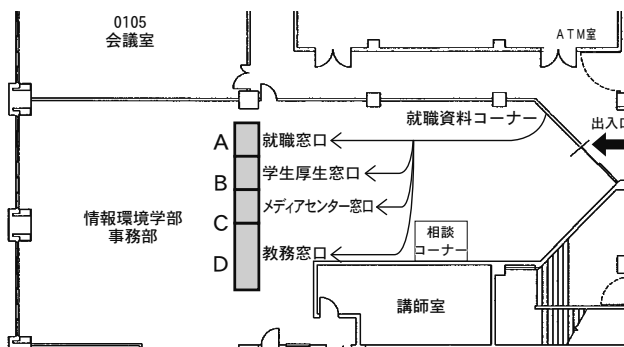 0105
会議室
ATM室
就職資料コーナー
出入口
A
就職窓口
B
学生厚生窓口
C
メディアセンター窓口
情報環境学部
事務部
相談
コーナー
D
教務窓口
講師室